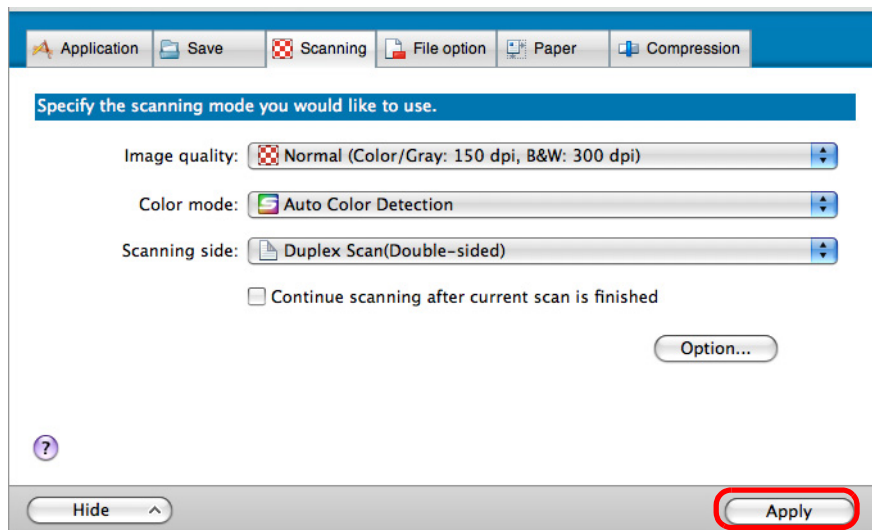 Application Save Scanning File option Paper Compression
Specify the scanning mode you would like to use.
Image quality: Normal (Color/Gray: 150 dpi, B&W: 300 dpi)
Color mode: Auto Color Detection
Scanning side: Duplex Scan(Double-sided)
Continue scanning after current scan is finished
Option...
?
Hide Apply